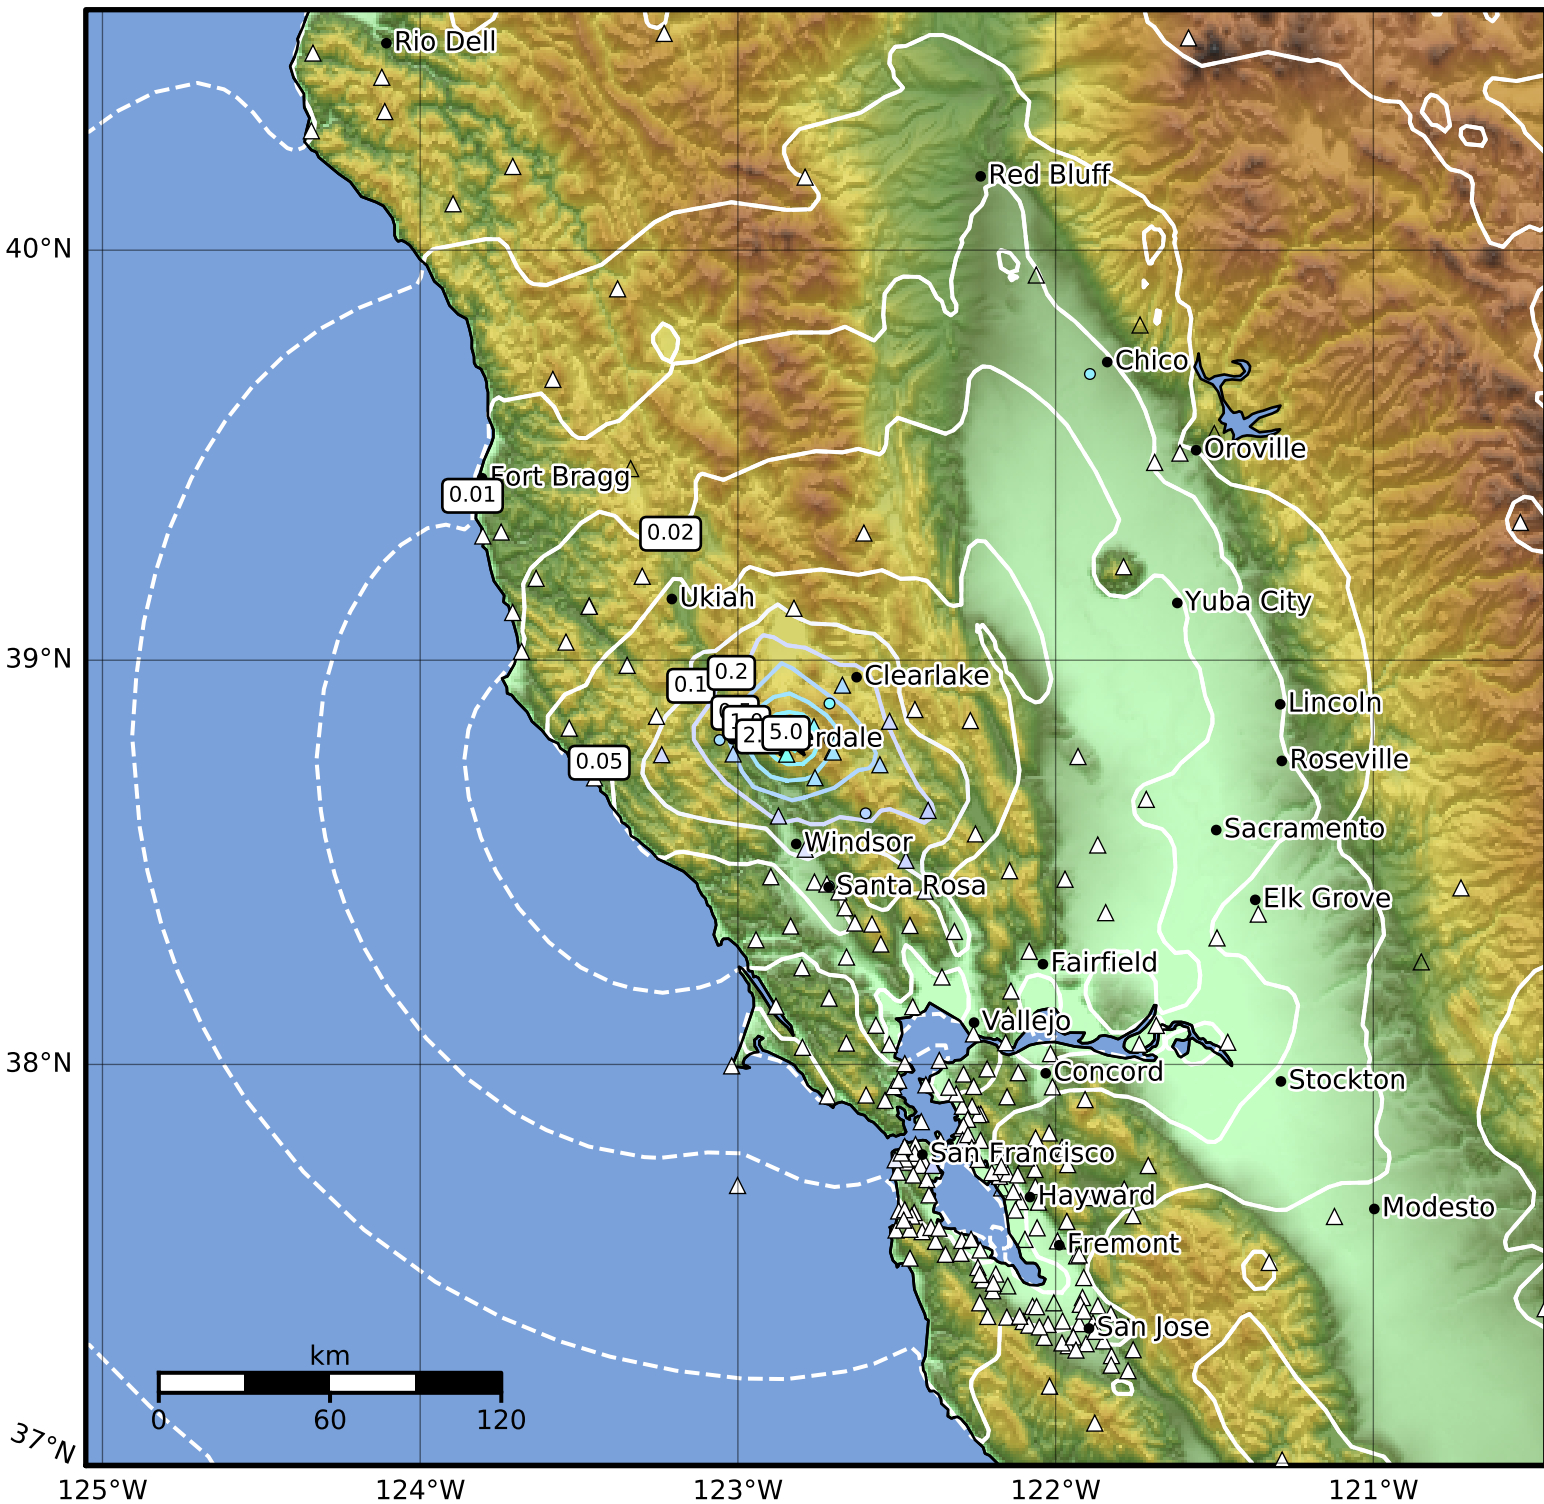 Rio Dell
Red Bluff
40°N
Chico
Oroville
Fort Bragg
0.01
0.02
Ukiah
Yuba City
39°N
0.2
0.1
Clearlake
Lincoln
5.0
erdale
0.05
Roseville
Sacramento
Windsor
Santa Rosa
Elk Grove
Fairfield
Vallejo
38°N
Concord
Stockton
San Francisco
Hayward
Modesto
Fremont
San Jose
km
0 60 120
37°N
125°W 124°W 123°W 122°W 121°W